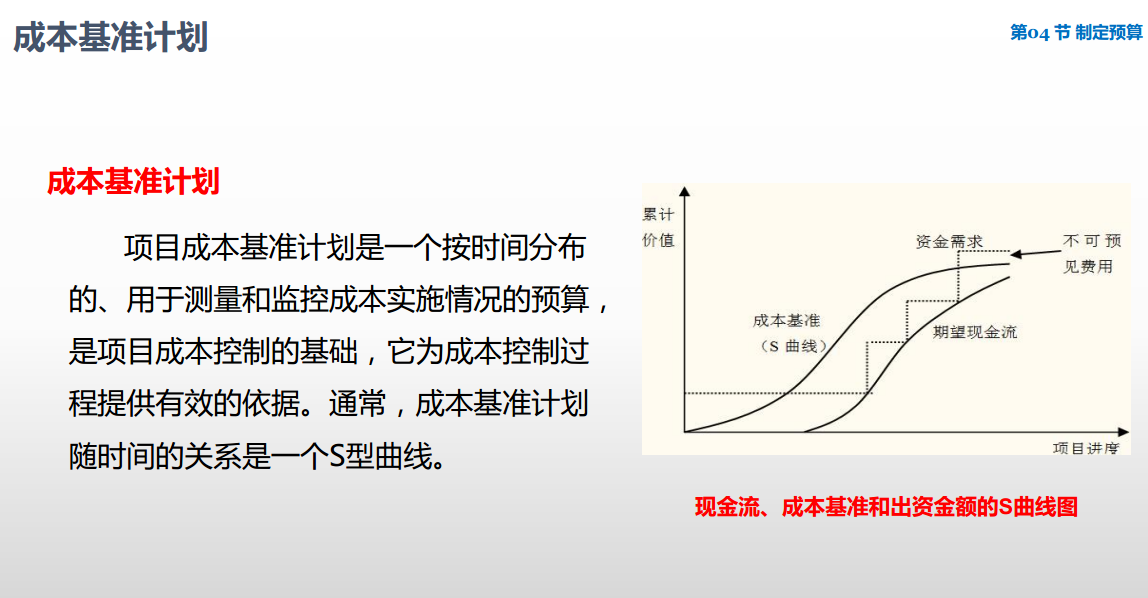 成本基准计划
第04 节 制定预算
成本基准计划
项目成本基准计划是一个按时间分布
的、用于测量和监控成本实施情况的预算，
是项目成本控制的基础，它为成本控制过
程提供有效的依据。通常，成本基准计划
随时间的关系是一个S型曲线。
累计
价值
资金需求
不可预
见费用
成本基准
（S 曲线）
期望现金流
项目进度
现金流、成本基准和出资金额的S曲线图